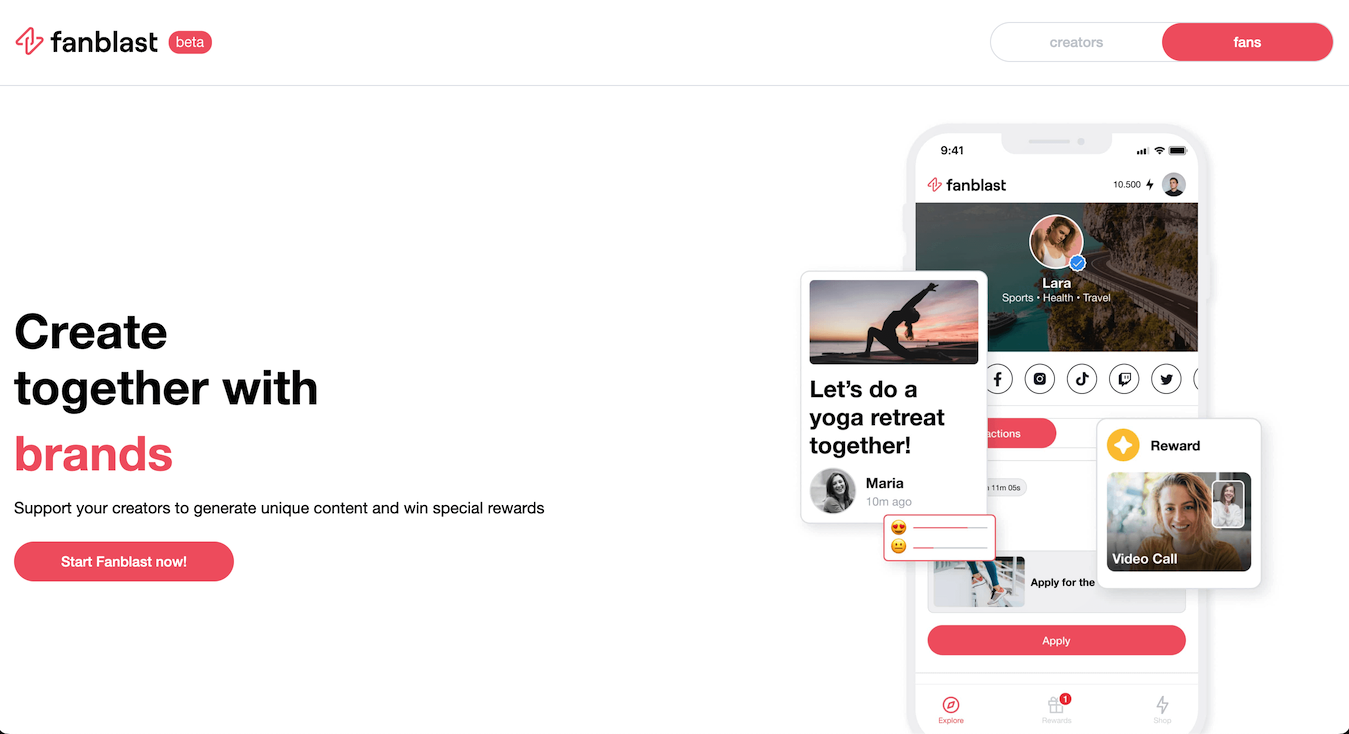 fanblast beta
creators
fans
Create
together with
brands
Support your creators to generate unique content and win special rewards
Start Fanblast now!
9:41
fanblast
10.500
Lara
Sports • Health • Travel
Let’s do a
yoga retreat
together!
Maria
10m ago
actions
11m 05s
Reward
Video Call
Apply for the
Apply
Explore
1
Rewards
Shop